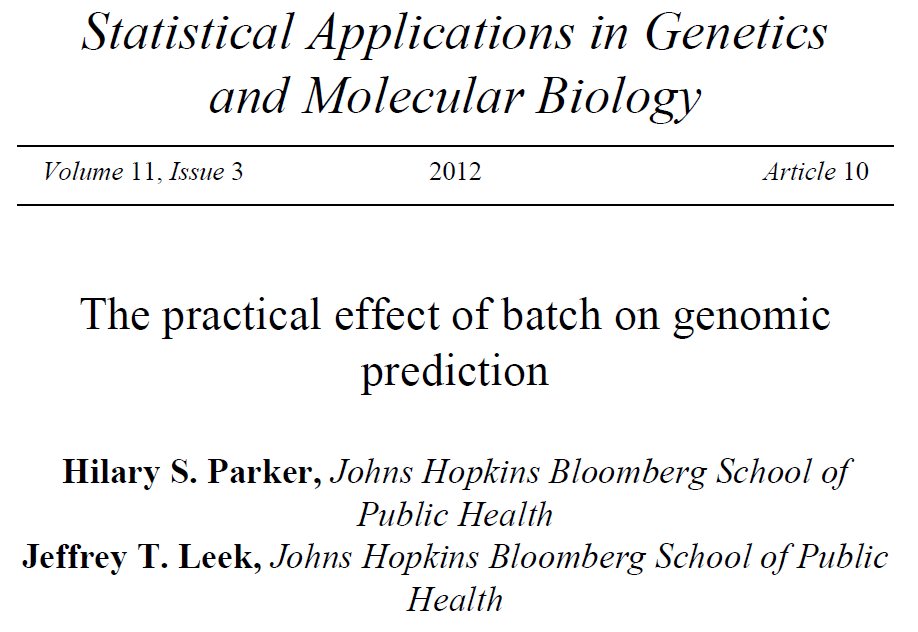 Statistical Applications in Genetics
and Molecular Biology
Volume 11, Issue 3 2012 Article 10
The practical effect of batch on genomic
prediction
Hilary S. Parker, Johns Hopkins Bloomberg School of
Public Health
Jeffrey T. Leek, Johns Hopkins Bloomberg School of Public
Health